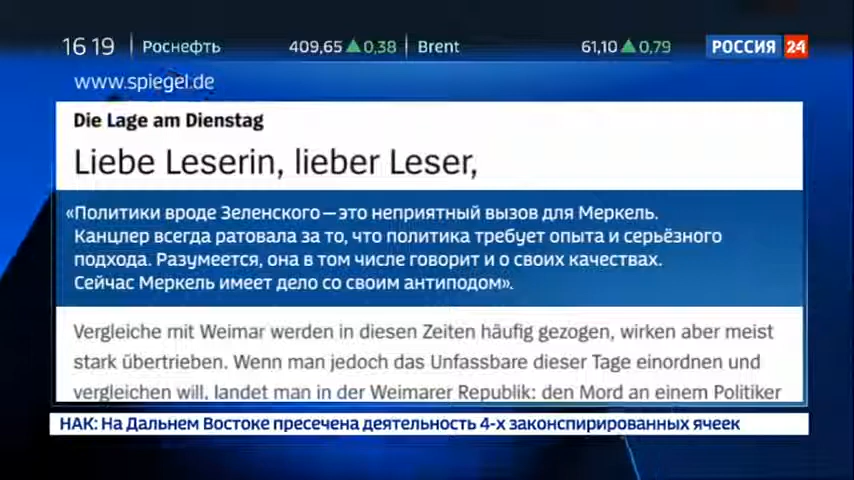 16 19 Роснефть 409,65 ▲ 0,38 Brent 61,10 ▲ 0,79 РОССИЯ 24
www.spiegel.de
Die Lage am Dienstag
Liebe Leserin, lieber Leser,
«Политики вроде Зеленского — это неприятный вызов для Меркель.
Канцлер всегда ратовала за то, что политика требует опыта и серьёзного
подхода. Разумеется, она в том числе говорит и о своих качествах.
Сейчас Меркель имеет дело со своим антиподом».
Vergleiche mit Weimar werden in diesen Zeiten häufig gezogen, wirken aber meist
stark übertrieben. Wenn man jedoch das Unfassbare dieser Tage einordnen und
vergleichen will, landet man in der Weimarer Republik: den Mord an einem Politiker
НАК: На Дальнем Востоке пресечена деятельность 4-х законспирированных ячеек